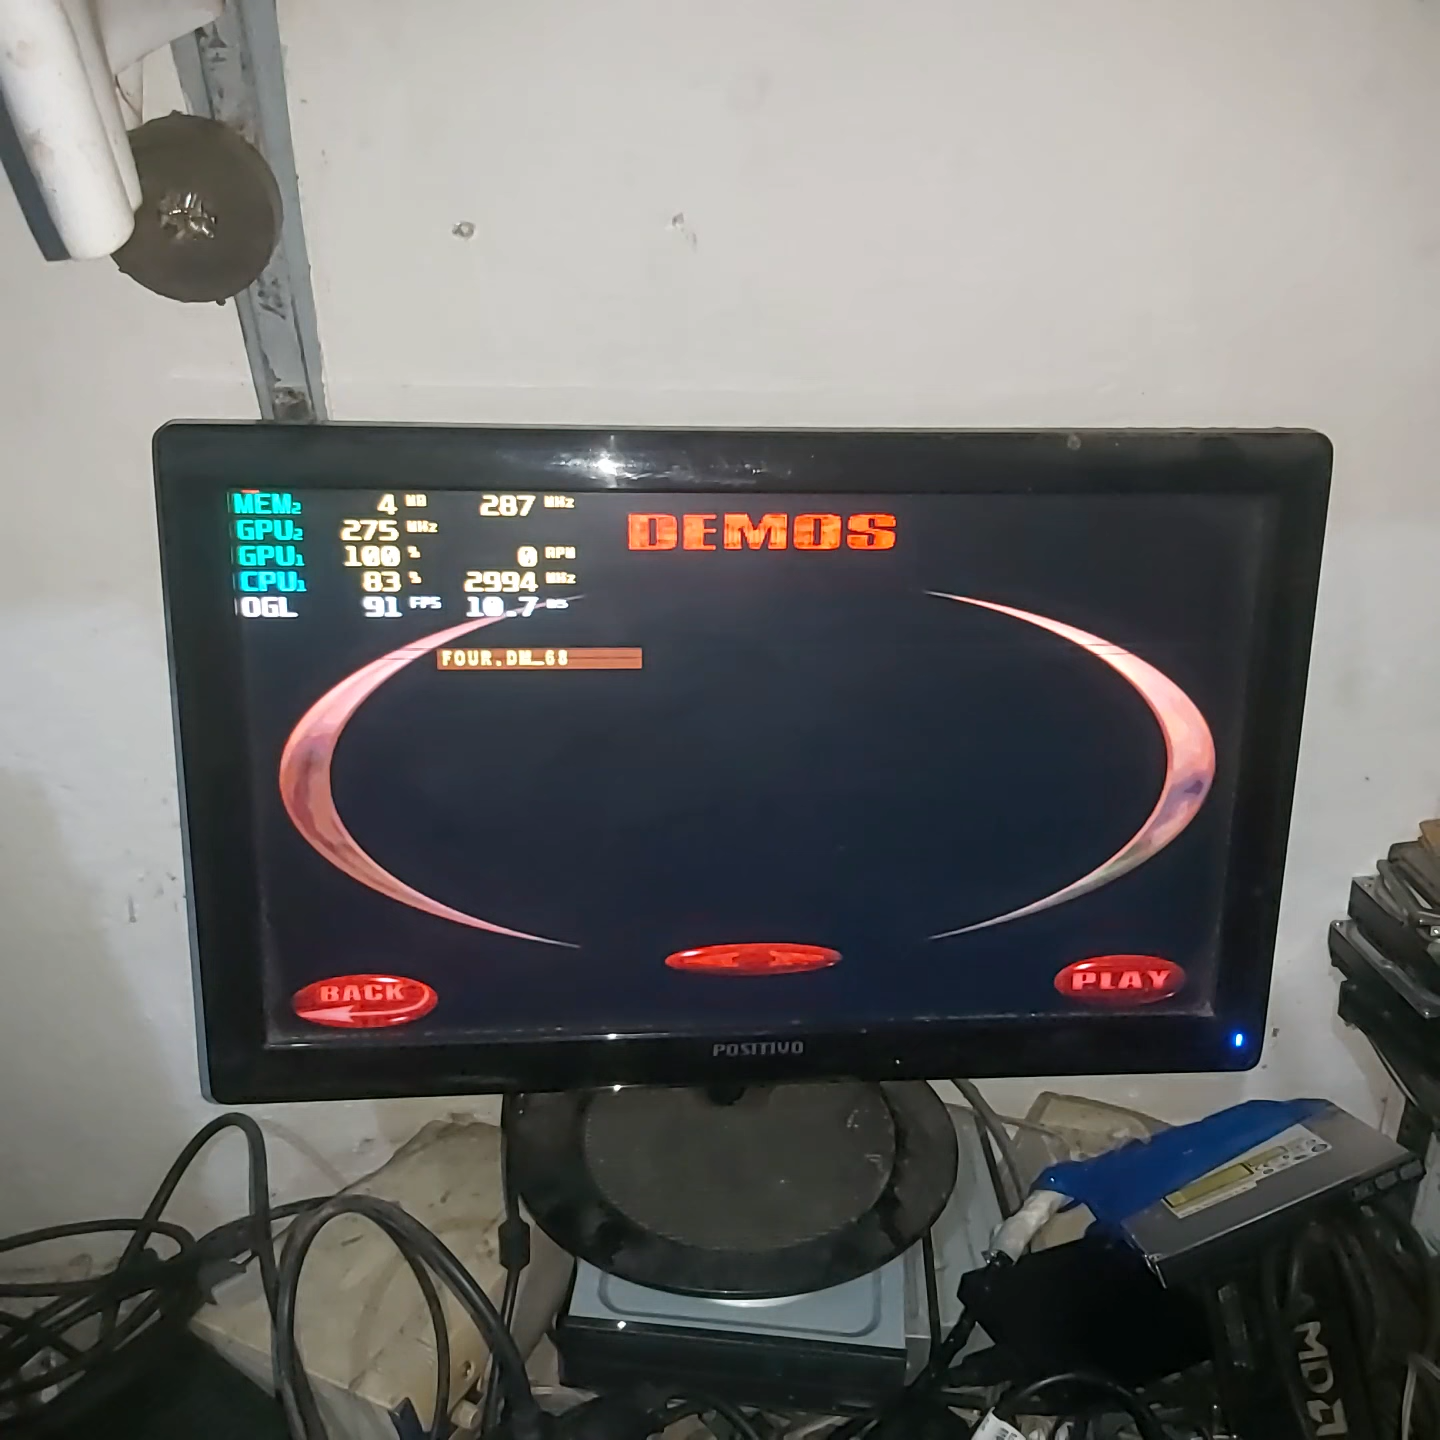 MEM2 4 MB 287 MHz
GPU2 275 MHz
GPU1 100 % 0 RPM
CPU1 83 % 2994 MHz
OGL 91 FPS 10.7 ms
DEMOS
FOUR.DM_68
BACK
PLAY
POSITIVO
AMD